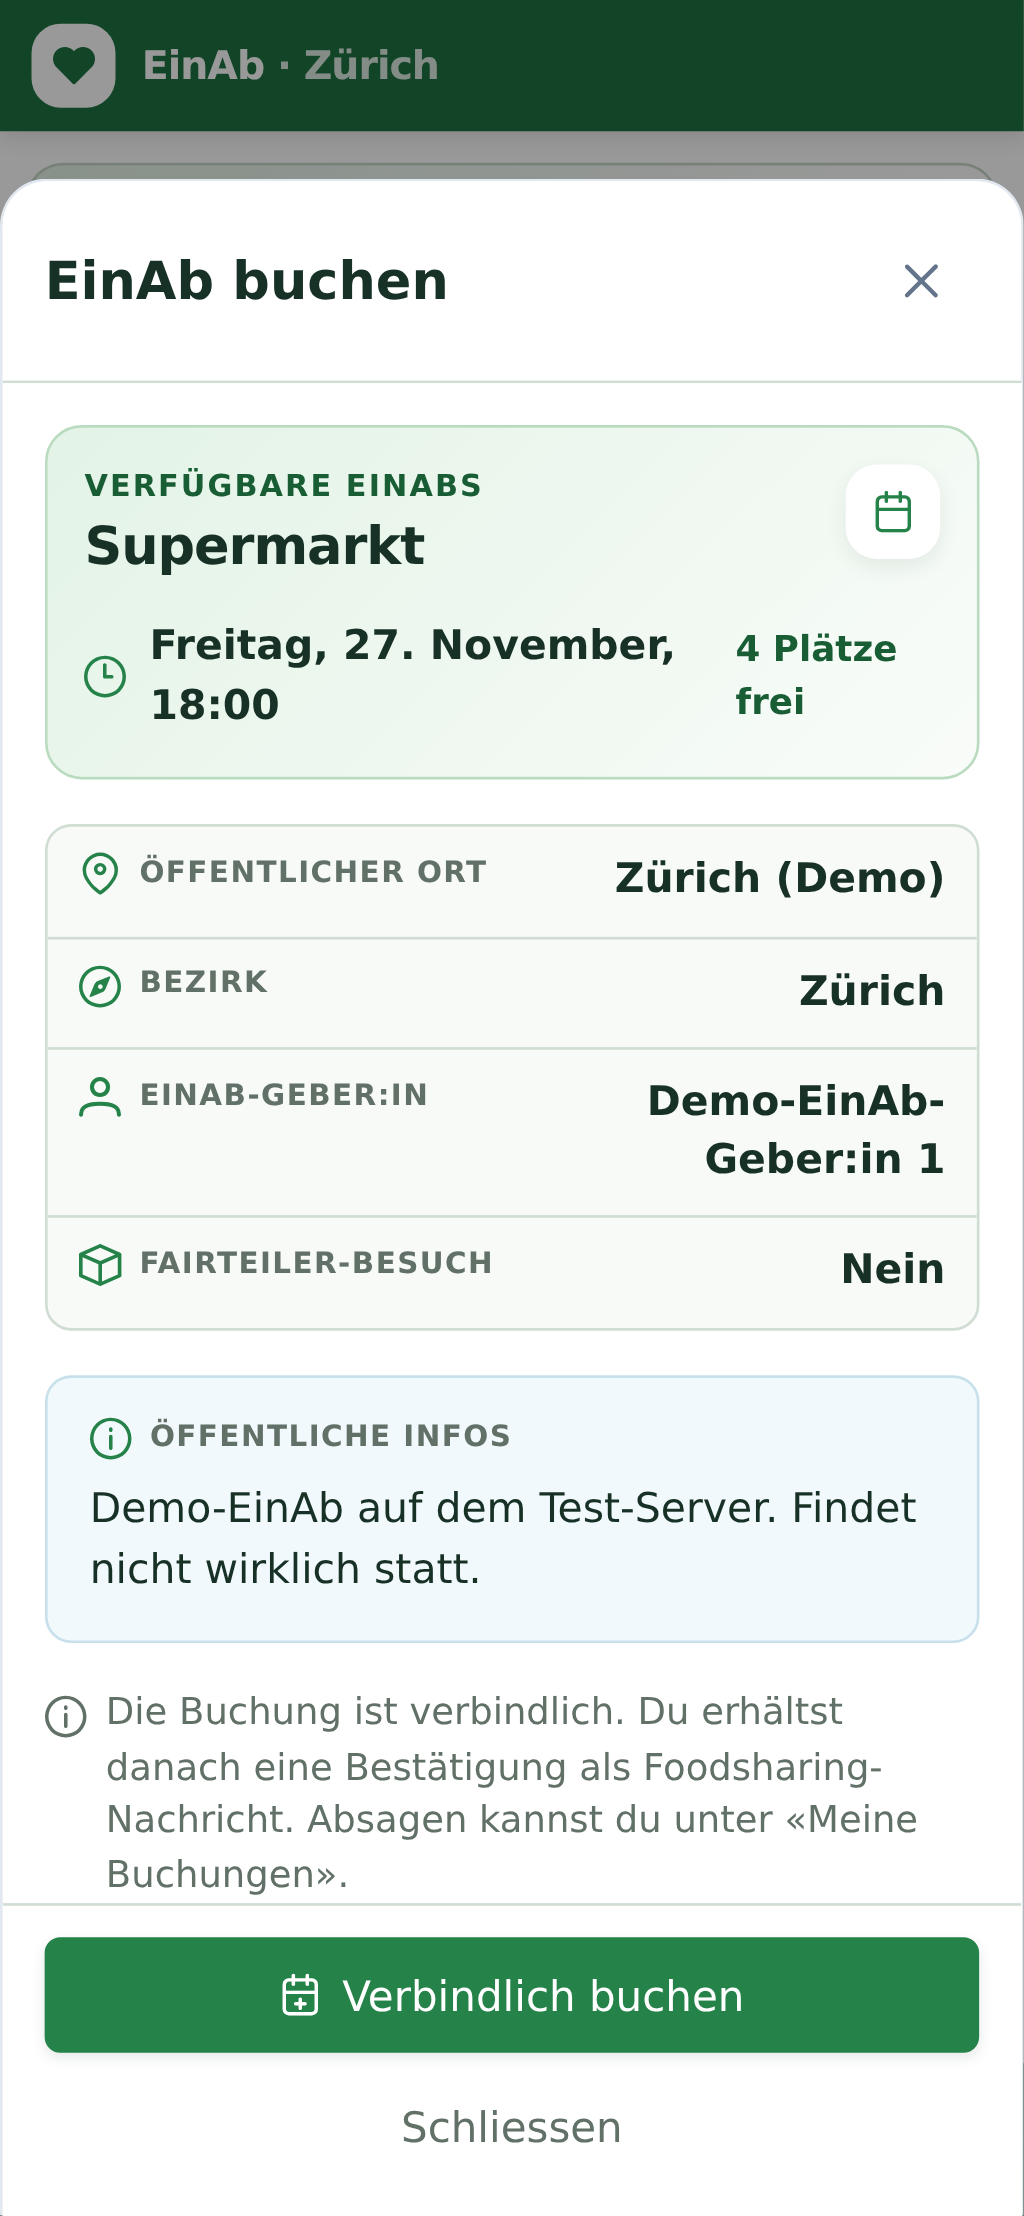 EinAb · Zürich
EinAb buchen
VERFÜGBARE EINABS
Supermarkt
Freitag, 27. November,
18:00
4 Plätze
frei
ÖFFENTLICHER ORT
Zürich (Demo)
BEZIRK
Zürich
EINAB-GEBER:IN
Demo-EinAb-
Geber:in 1
FAIRTEILER-BESUCH
Nein
ÖFFENTLICHE INFOS
Demo-EinAb auf dem Test-Server. Findet
nicht wirklich statt.
Die Buchung ist verbindlich. Du erhältst
danach eine Bestätigung als Foodsharing-
Nachricht. Absagen kannst du unter «Meine
Buchungen».
Verbindlich buchen
Schliessen